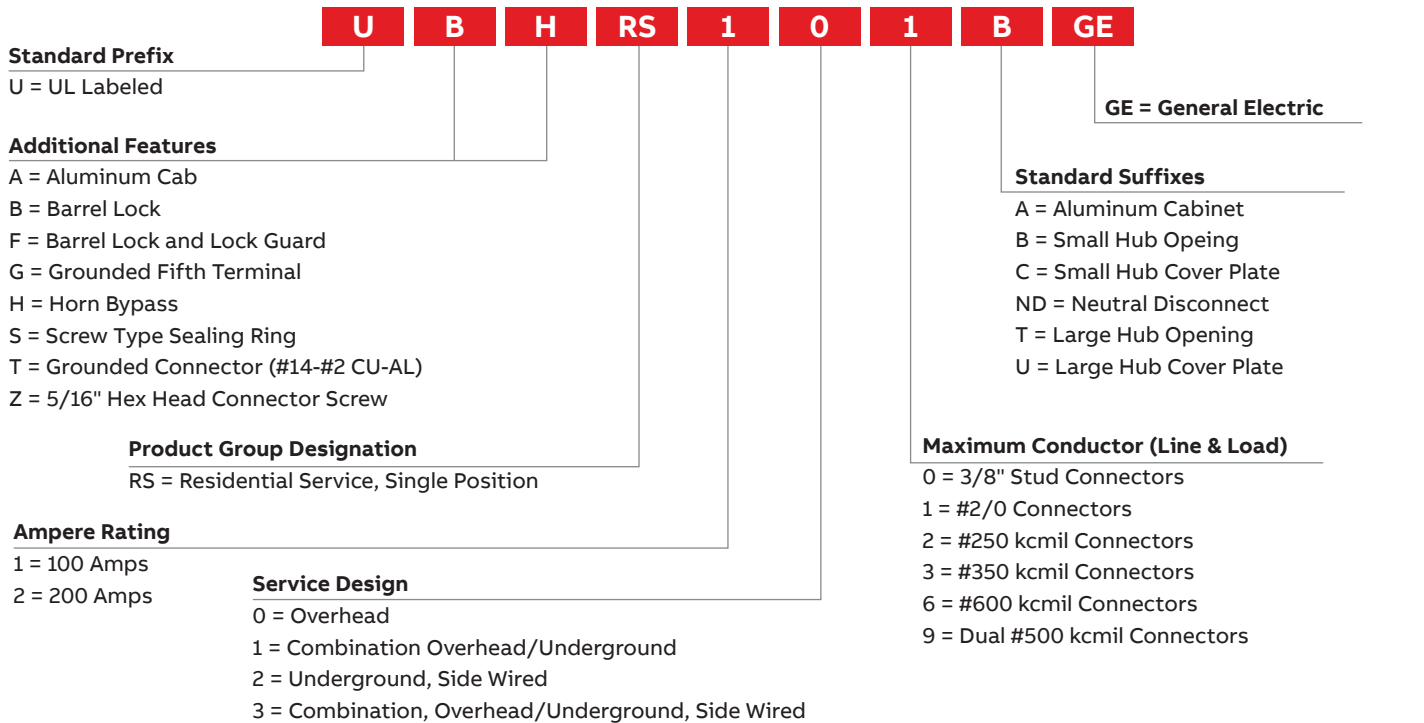 U B H RS 1 0 1 B GE
Standard Prefix
U = UL Labeled
GE = General Electric
Additional Features
A = Aluminum Cab
B = Barrel Lock
F = Barrel Lock and Lock Guard
G = Grounded Fifth Terminal
H = Horn Bypass
S = Screw Type Sealing Ring
T = Grounded Connector (#14-#2 CU-AL)
Z = 5/16" Hex Head Connector Screw
Standard Suffixes
A = Aluminum Cabinet
B = Small Hub Opeing
C = Small Hub Cover Plate
ND = Neutral Disconnect
T = Large Hub Opening
U = Large Hub Cover Plate
Product Group Designation
RS = Residential Service, Single Position
Maximum Conductor (Line & Load)
0 = 3/8" Stud Connectors
1 = #2/0 Connectors
2 = #250 kcmil Connectors
3 = #350 kcmil Connectors
6 = #600 kcmil Connectors
9 = Dual #500 kcmil Connectors
Ampere Rating
1 = 100 Amps
2 = 200 Amps
Service Design
0 = Overhead
1 = Combination Overhead/Underground
2 = Underground, Side Wired
3 = Combination, Overhead/Underground, Side Wired